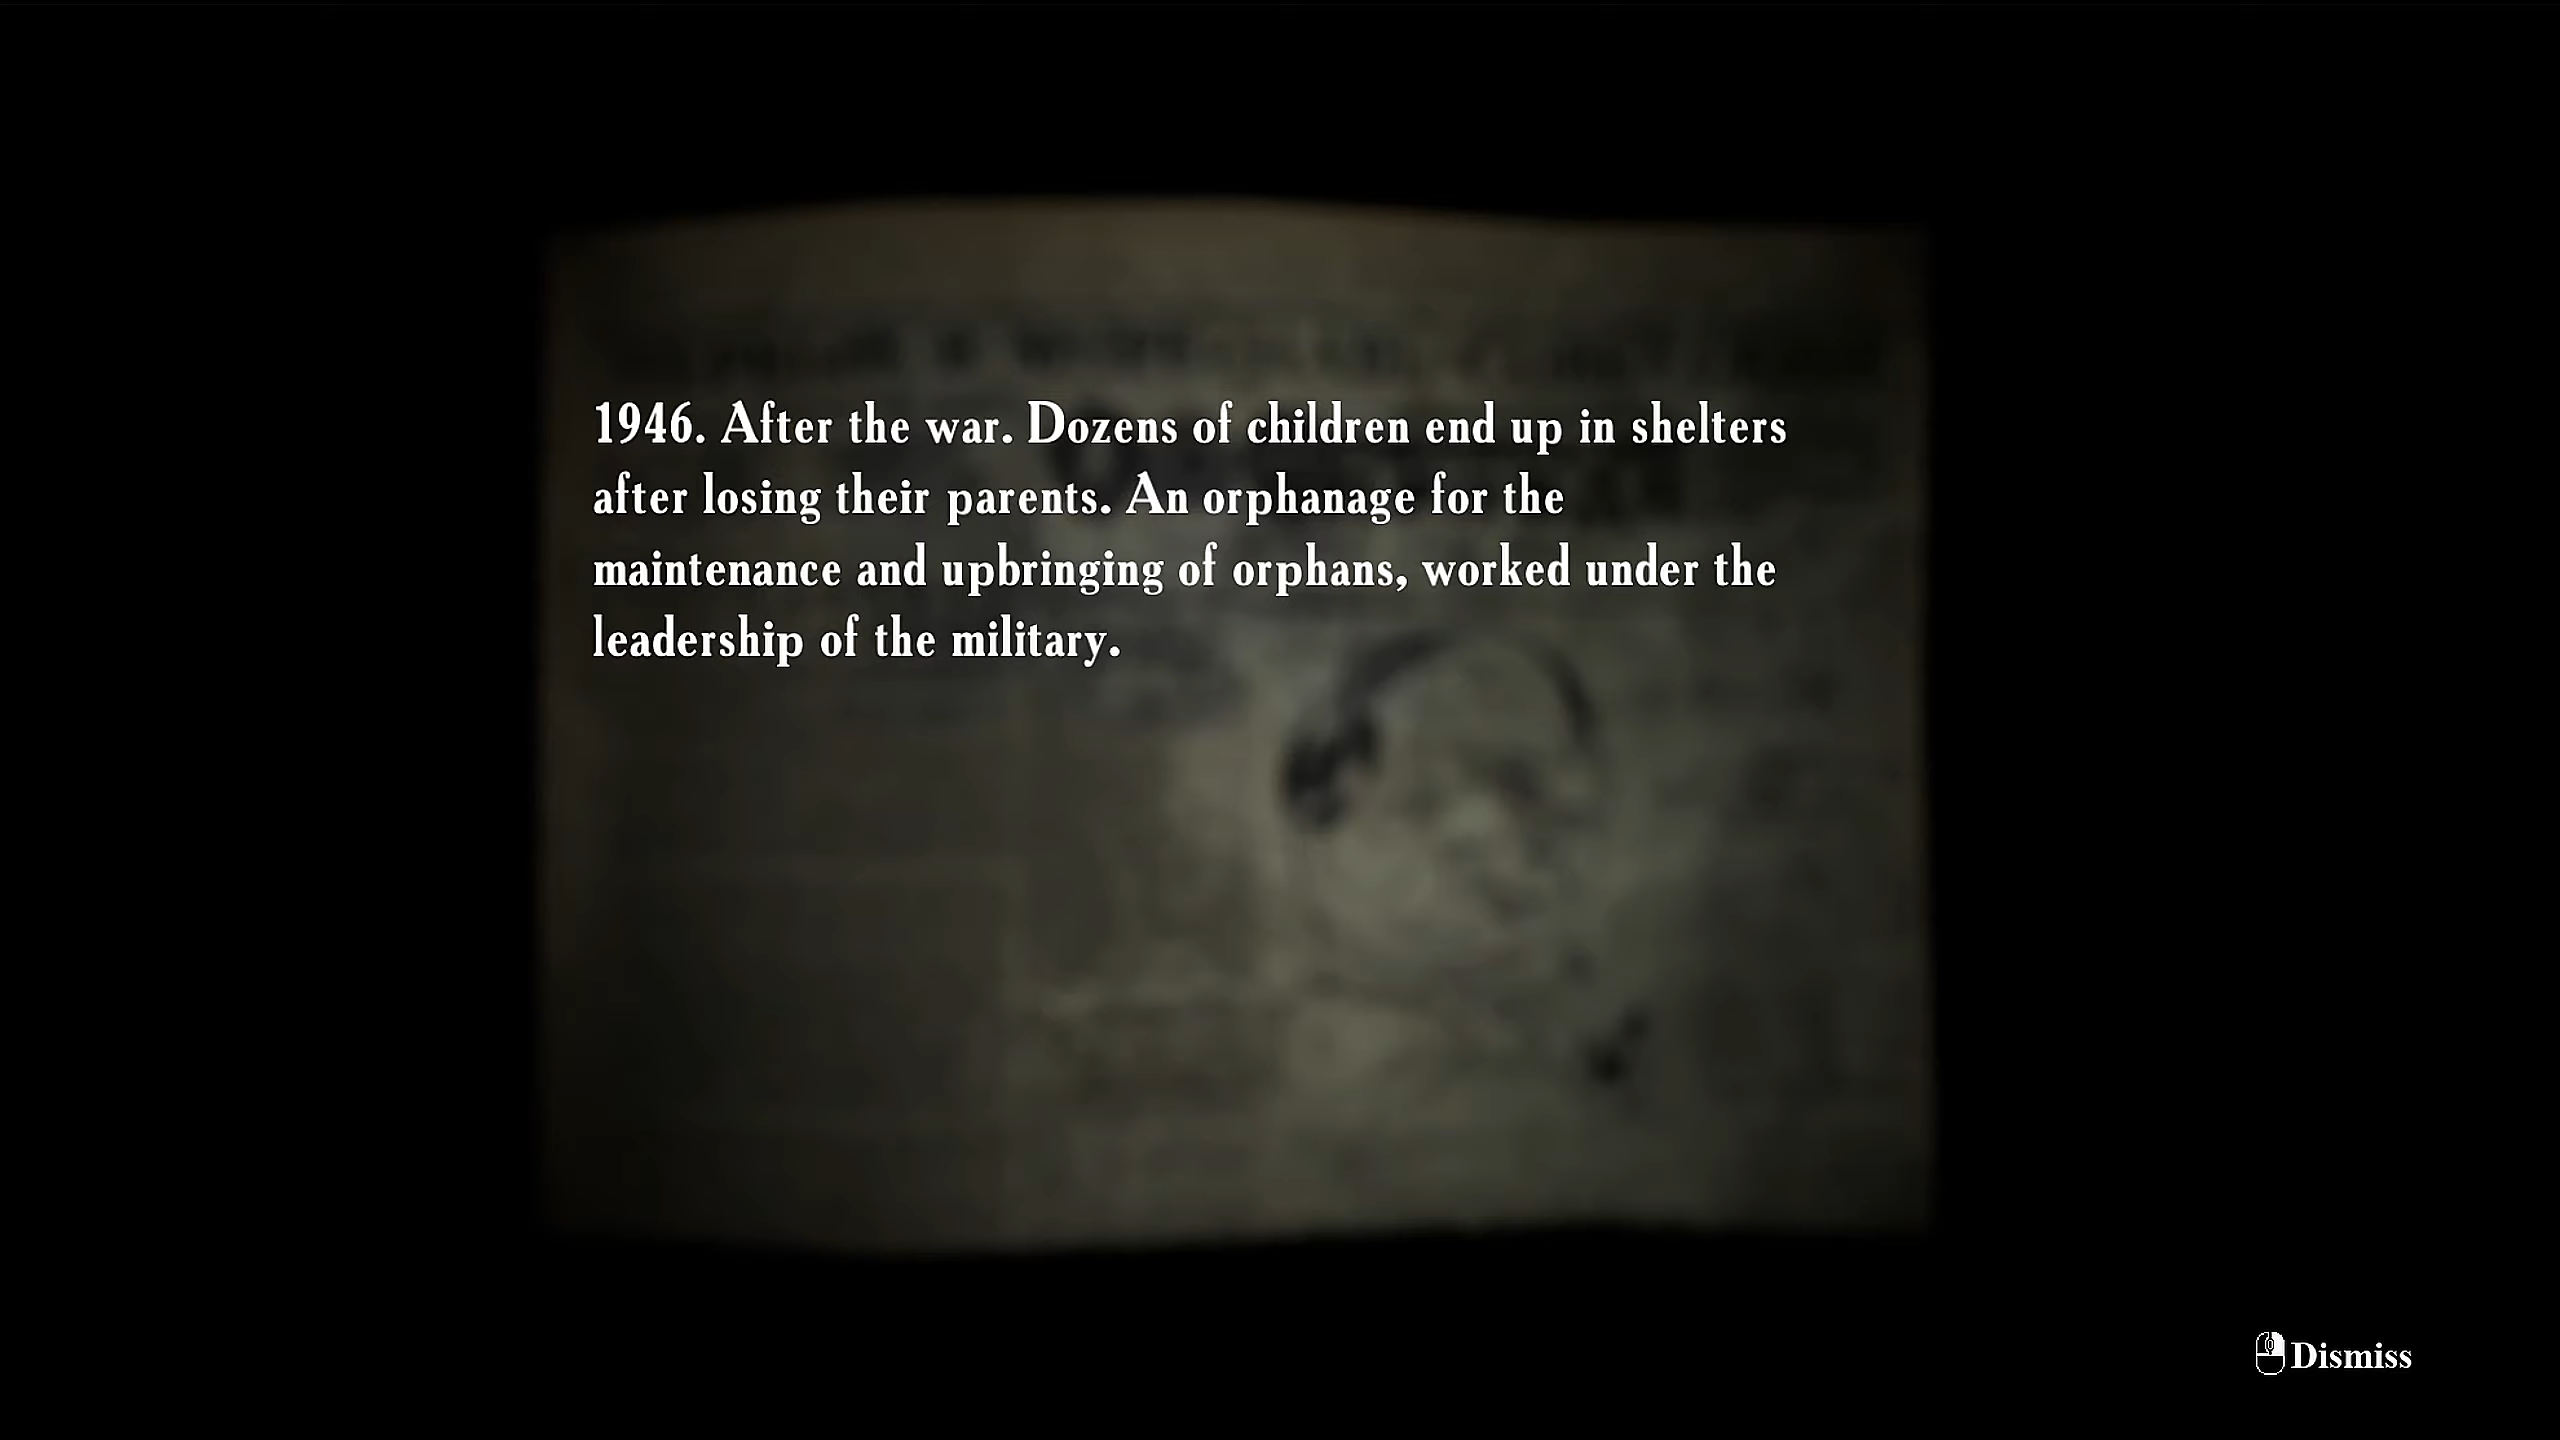 1946. After the war. Dozens of children end up in shelters
after losing their parents. An orphanage for the
maintenance and upbringing of orphans, worked under the
leadership of the military.
Dismiss